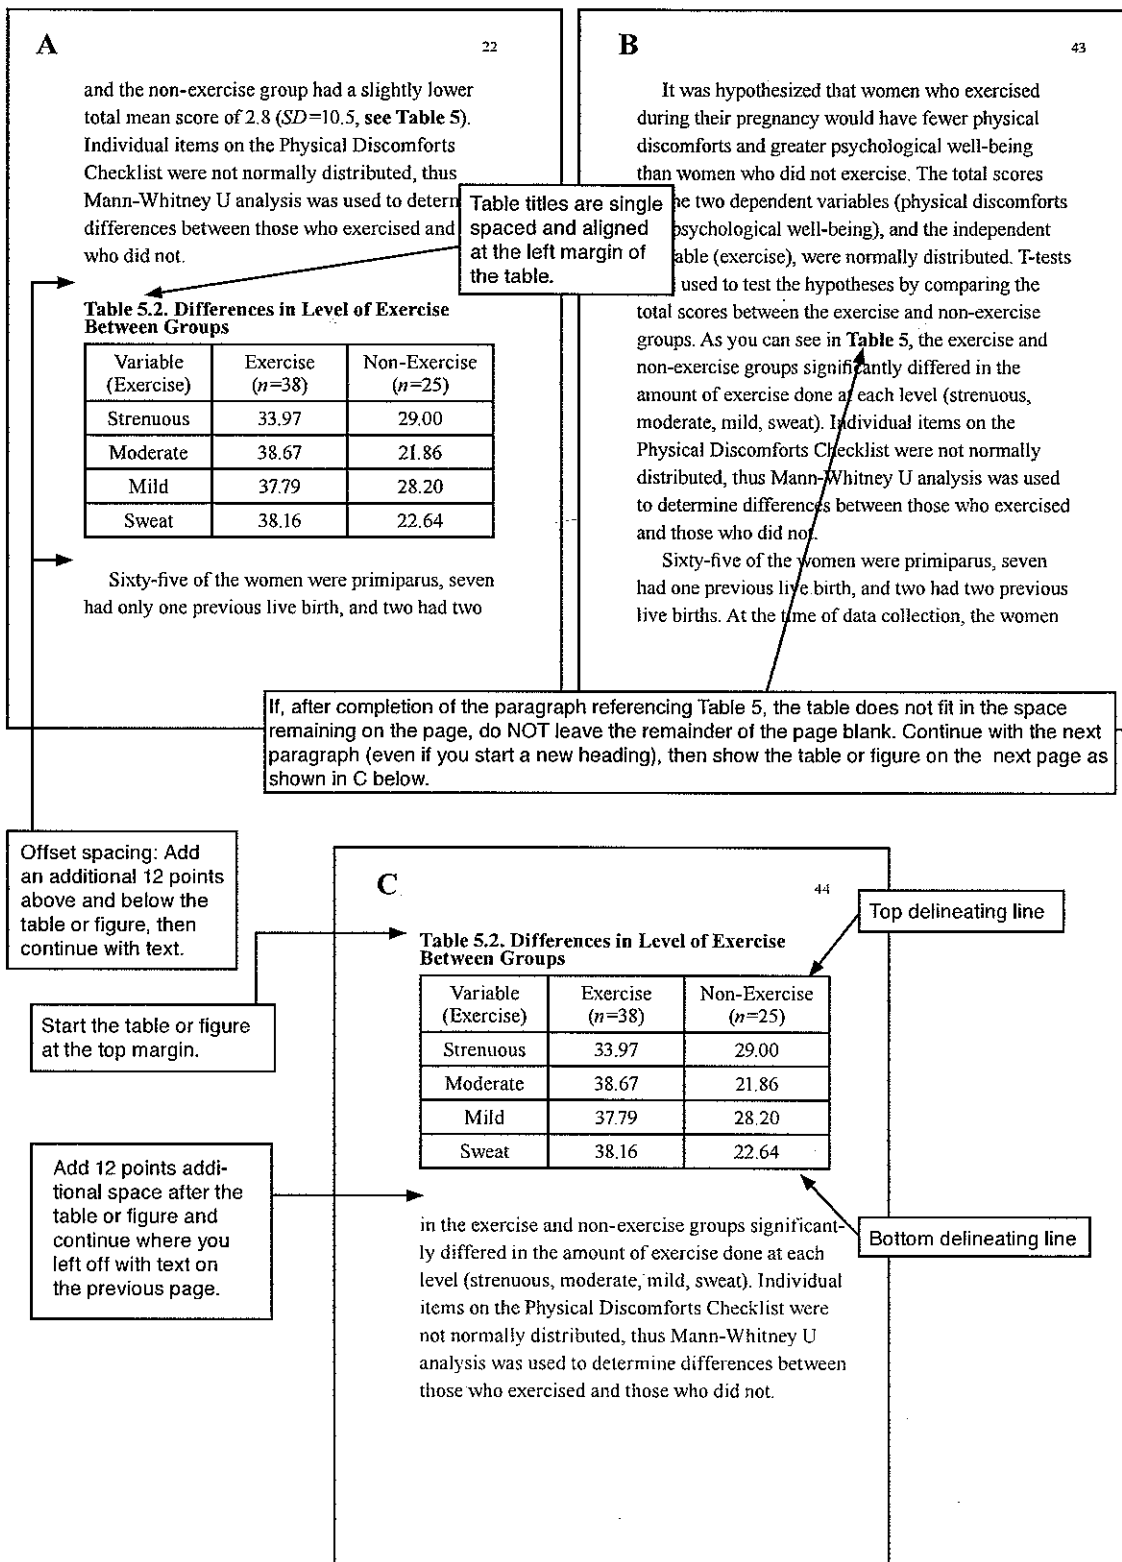 A
22
and the non-exercise group had a slightly lower
total mean score of 2.8 (SD=10.5, see Table 5).
Individual items on the Physical Discomforts
Checklist were not normally distributed, thus
Mann-Whitney U analysis was used to determ
differences between those who exercised and
who did not.
Table titles are single
spaced and aligned
at the left margin of
the table.
Table 5.2. Differences in Level of Exercise
Between Groups
Variable Exercise Non-Exercise
(Exercise) (n=38) (n=25)
Strenuous 33.97 29.00
Moderate 38.67 21.86
Mild 37.79 28.20
Sweat 38.16 22.64
Sixty-five of the women were primiparus, seven
had only one previous live birth, and two had two
B
43
It was hypothesized that women who exercised
during their pregnancy would have fewer physical
discomforts and greater psychological well-being
than women who did not exercise. The total scores
he two dependent variables (physical discomforts
psychological well-being), and the independent
able (exercise), were normally distributed. T-tests
used to test the hypotheses by comparing the
total scores between the exercise and non-exercise
groups. As you can see in Table 5, the exercise and
non-exercise groups significantly differed in the
amount of exercise done at each level (strenuous,
moderate, mild, sweat). Individual items on the
Physical Discomforts Checklist were not normally
distributed, thus Mann-Whitney U analysis was used
to determine differences between those who exercised
and those who did not.
Sixty-five of the women were primiparus, seven
had one previous live birth, and two had two previous
live births. At the time of data collection, the women
If, after completion of the paragraph referencing Table 5, the table does not fit in the space
remaining on the page, do NOT leave the remainder of the page blank. Continue with the next
paragraph (even if you start a new heading), then show the table or figure on the next page as
shown in C below.
Offset spacing: Add
an additional 12 points
above and below the
table or figure, then
continue with text.
Start the table or figure
at the top margin.
Add 12 points addi-
tional space after the
table or figure and
continue where you
left off with text on
the previous page.
C
44
Top delineating line
Table 5.2. Differences in Level of Exercise
Between Groups
Variable Exercise Non-Exercise
(Exercise) (n=38) (n=25)
Strenuous 33.97 29.00
Moderate 38.67 21.86
Mild 37.79 28.20
Sweat 38.16 22.64
Bottom delineating line
in the exercise and non-exercise groups significant-
ly differed in the amount of exercise done at each
level (strenuous, moderate, mild, sweat). Individual
items on the Physical Discomforts Checklist were
not normally distributed, thus Mann-Whitney U
analysis was used to determine differences between
those who exercised and those who did not.